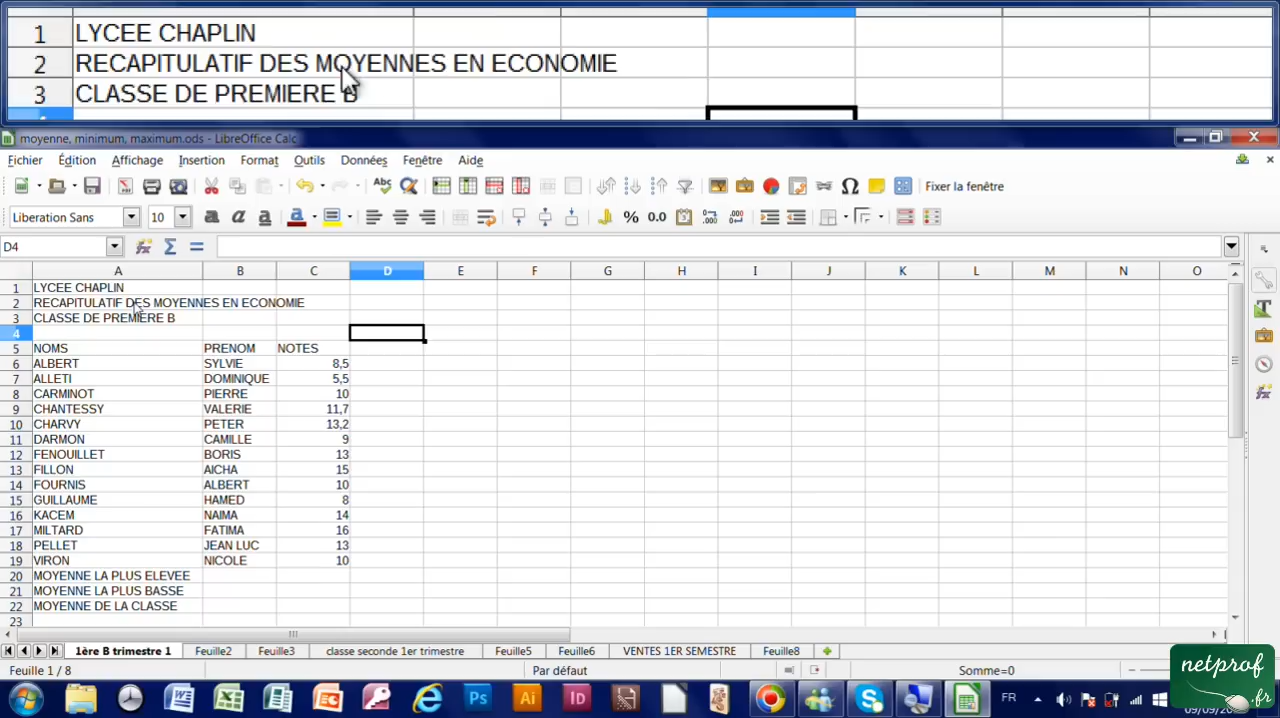 1 LYCEE CHAPLIN
2 RECAPITULATIF DES MOYENNES EN ECONOMIE
3 CLASSE DE PREMIERE B
moyenne, minimum, maximum.ods - LibreOffice Calc
Fichier Édition Affichage Insertion Format Outils Données Fenêtre Aide
Fixer la fenêtre
Liberation Sans 10
D4
A B C D E F G H I J K L M N O
1 LYCEE CHAPLIN
2 RECAPITULATIF DES MOYENNES EN ECONOMIE
3 CLASSE DE PREMIERE B
4
5 NOMS PRENOM NOTES
6 ALBERT SYLVIE 8,5
7 ALLETI DOMINIQUE 5,5
8 CARMINOT PIERRE 10
9 CHANTESSY VALERIE 11,7
10 CHARVY PETER 13,2
11 DARMON CAMILLE 9
12 FENOUILLET BORIS 13
13 FILLON AICHA 15
14 FOURNIS ALBERT 10
15 GUILLAUME HAMED 8
16 KACEM NAIMA 14
17 MILTARD FATIMA 16
18 PELLET JEAN LUC 13
19 VIRON NICOLE 10
20 MOYENNE LA PLUS ELEVEE
21 MOYENNE LA PLUS BASSE
22 MOYENNE DE LA CLASSE
23
1ère B trimestre 1 Feuille2 Feuille3 classe seconde 1er trimestre Feuille5 Feuille6 VENTES 1ER SEMESTRE Feuille8
Feuille 1 / 8 Par défaut Somme=0
Ps Ai Id FR
netprof.fr